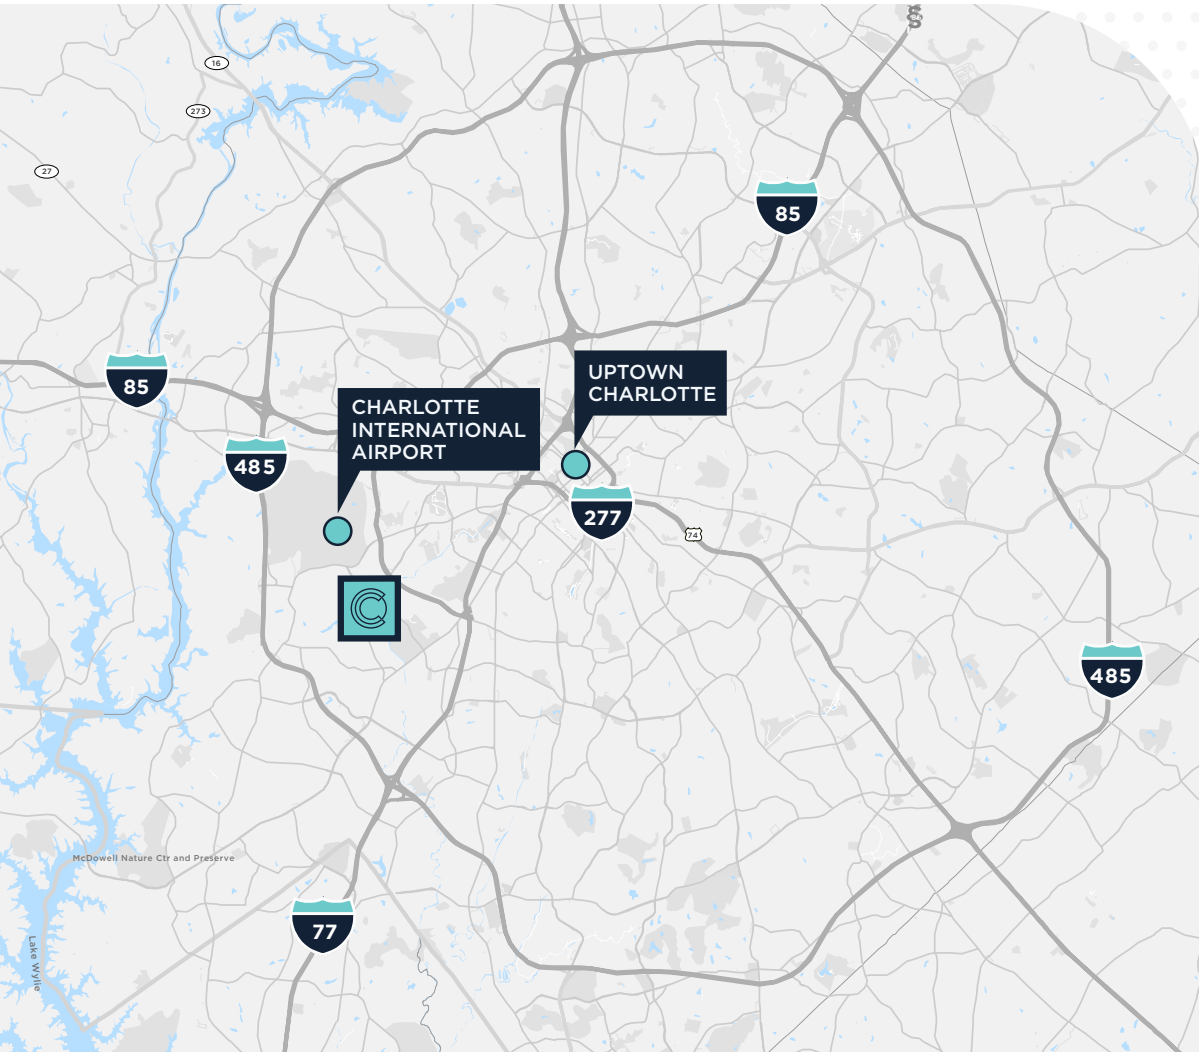 16
273
27
85
85
UPTOWN
CHARLOTTE
CHARLOTTE
INTERNATIONAL
AIRPORT
485
277
74
485
McDowell Nature Ctr and Preserve
77
Lake Wylie